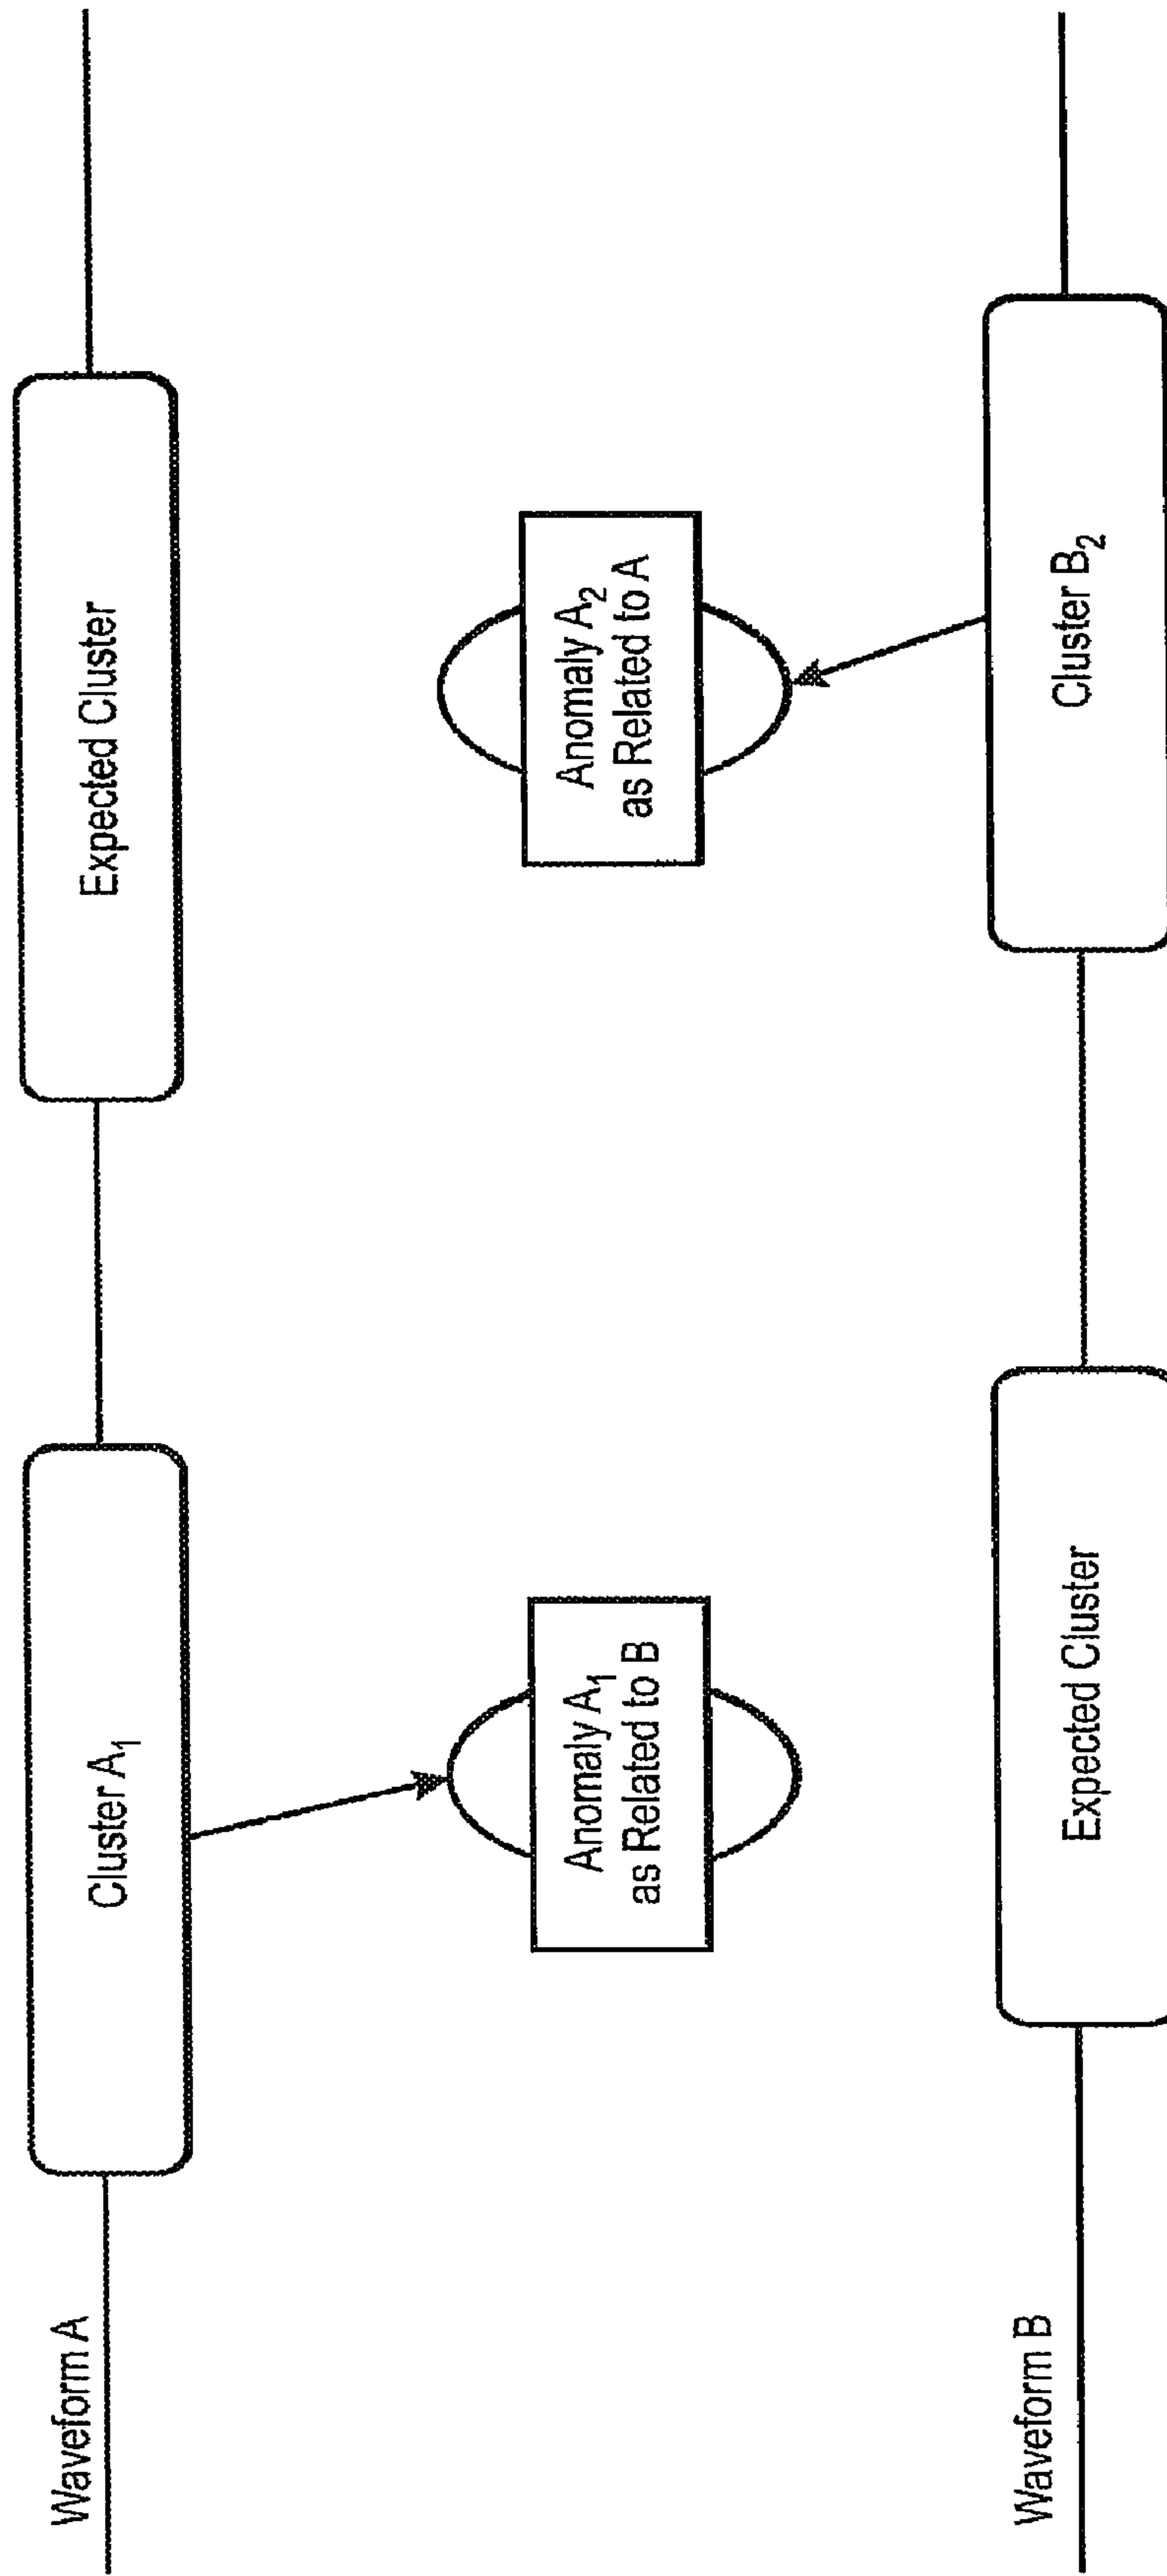 Waveform A
Cluster A₁
Expected Cluster
Anomaly A₁
as Related to B
Anomaly A₂
as Related to A
Waveform B
Expected Cluster
Cluster B₂